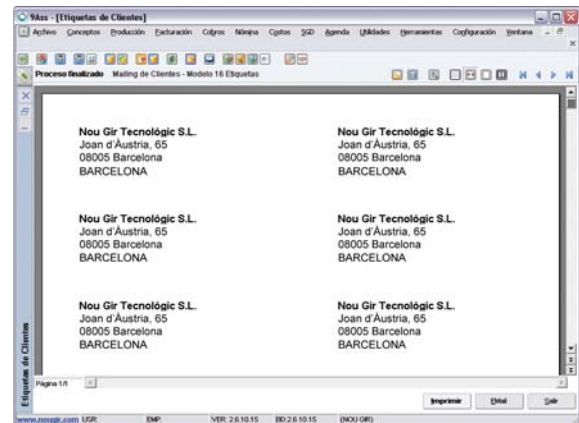 9Ass - [Etiquetas de Clientes]
Archivo Conceptos Producción Facturación Cobros Nómina Costos SGD Agenda Utilidades Herramientas Configuración Ventana
Proceso finalizado Mailing de Clientes - Modelo 16 Etiquetas
Nou Gir Tecnològic S.L. Nou Gir Tecnològic S.L.
Joan d'Àustria, 65 Joan d'Àustria, 65
08005 Barcelona 08005 Barcelona
BARCELONA BARCELONA
Nou Gir Tecnològic S.L. Nou Gir Tecnològic S.L.
Joan d'Àustria, 65 Joan d'Àustria, 65
08005 Barcelona 08005 Barcelona
BARCELONA BARCELONA
Nou Gir Tecnològic S.L. Nou Gir Tecnològic S.L.
Joan d'Àustria, 65 Joan d'Àustria, 65
08005 Barcelona 08005 Barcelona
BARCELONA BARCELONA
Etiquetas de Clientes
Página 1/1
Imprimir EMail Salir
www.nougir.com USR: EMP: VER: 2.6.10.15 BD:2.6.10.15 (NOU GIR)